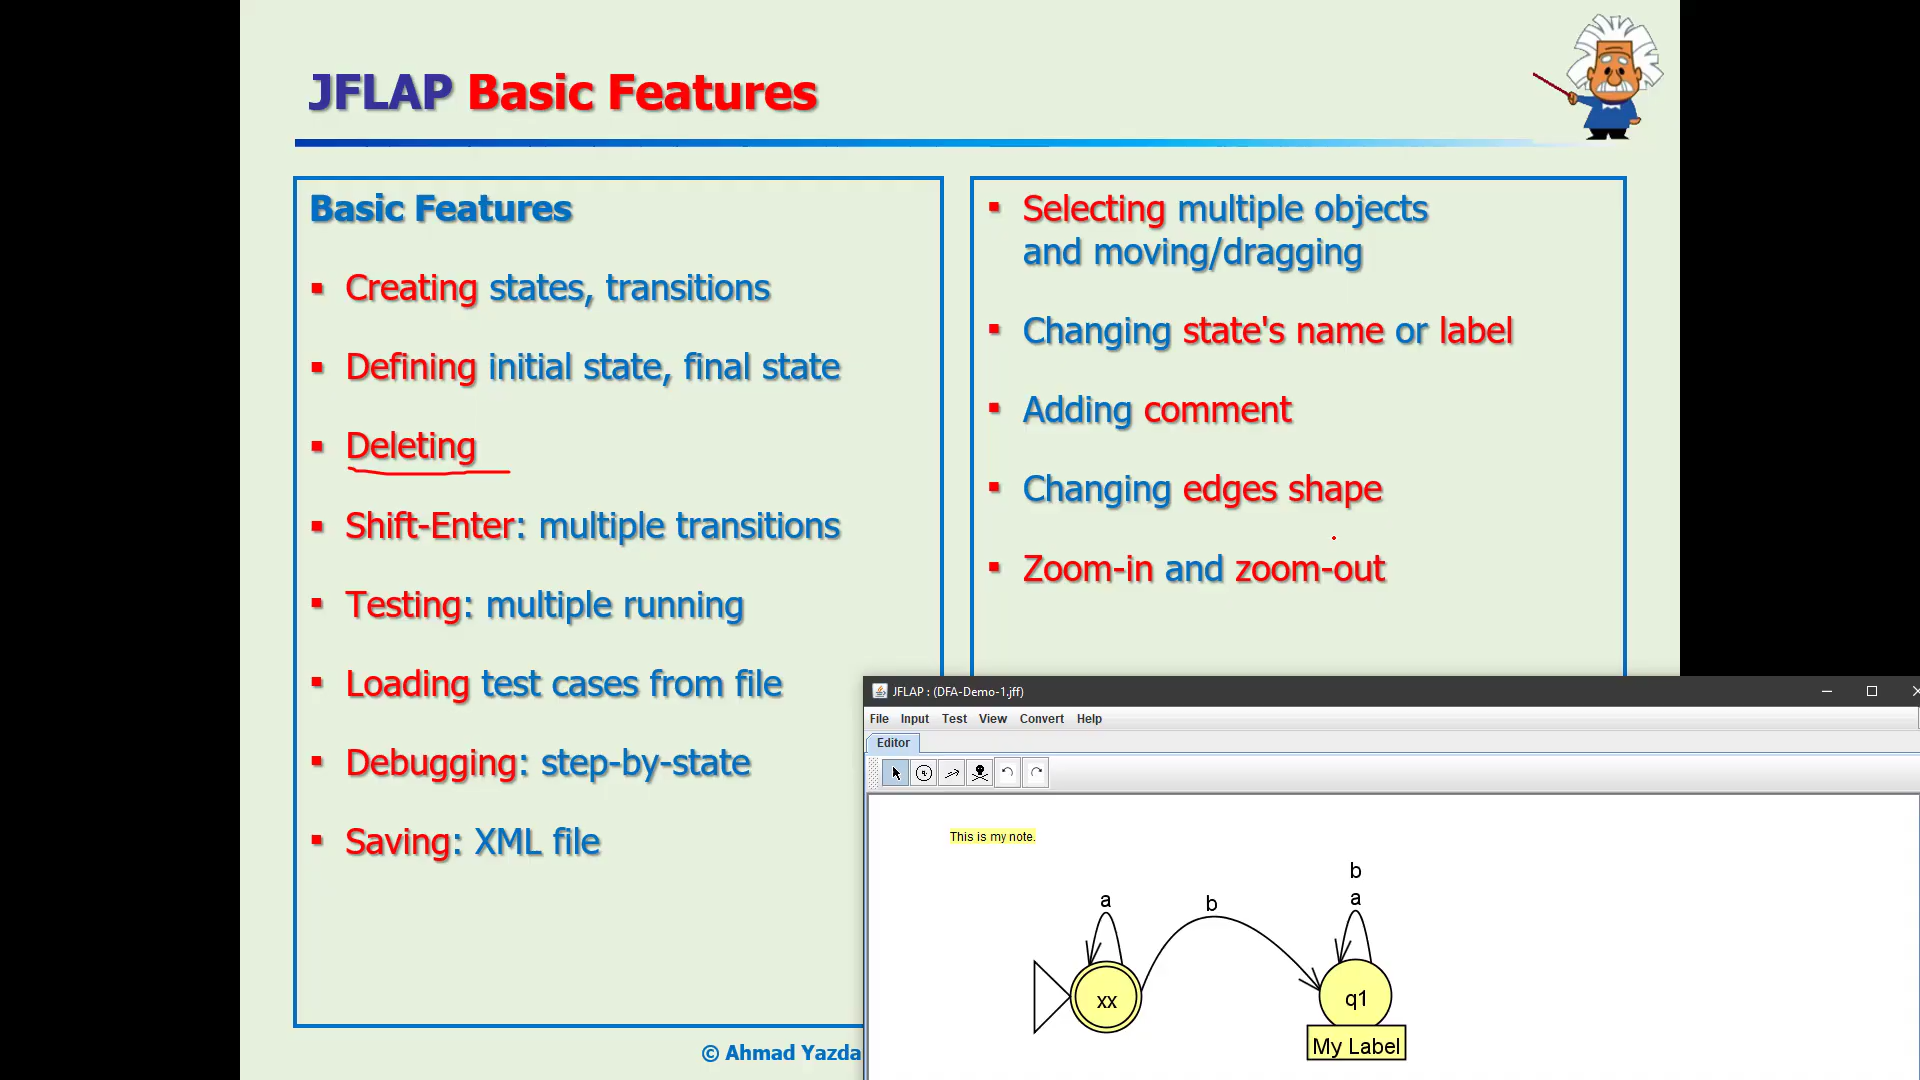 JFLAP Basic Features
Basic Features
Creating states, transitions
Defining initial state, final state
Deleting
Shift-Enter: multiple transitions
Testing: multiple running
Loading test cases from file
Debugging: step-by-state
Saving: XML file
Selecting multiple objects
and moving/dragging
Changing state's name or label
Adding comment
Changing edges shape
Zoom-in and zoom-out
© Ahmad Yazda
JFLAP : (DFA-Demo-1.jff)
File Input Test View Convert Help
Editor
This is my note.
b
a b a
xx q1
My Label